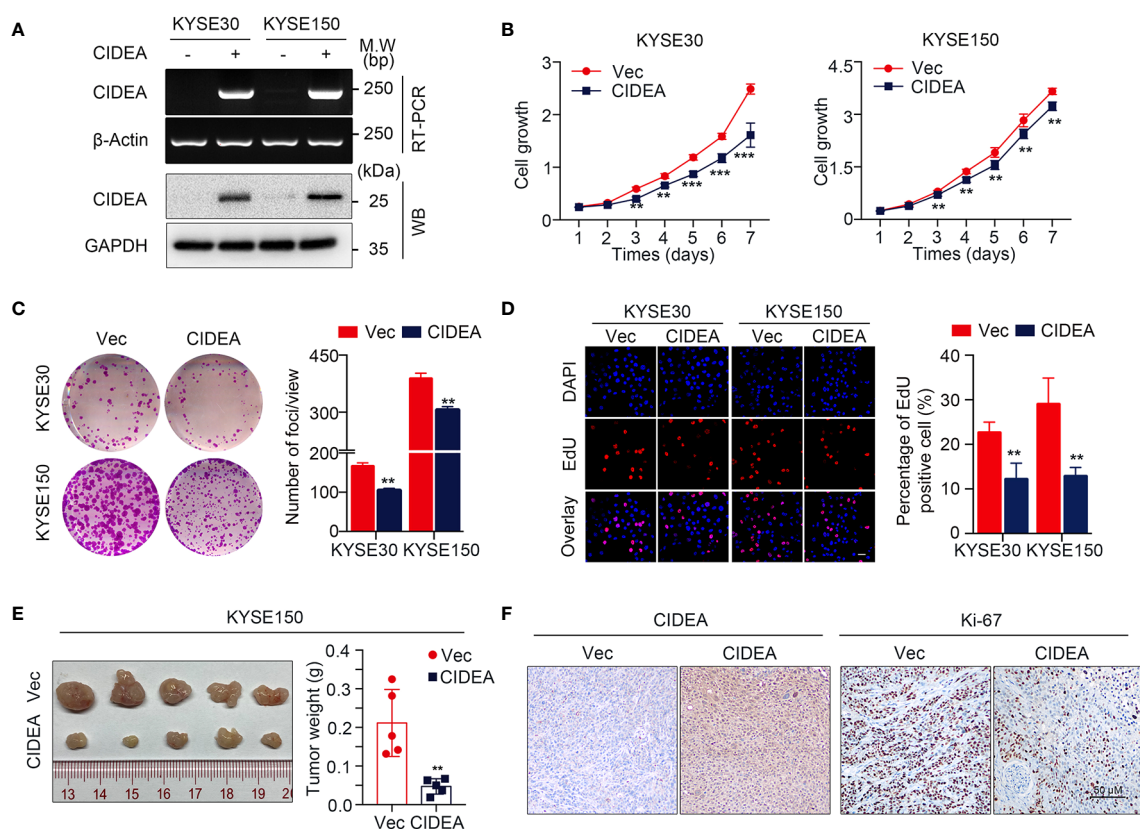 A
KYSE30 KYSE150
CIDEA - + - + M.W (bp)
CIDEA 250
β-Actin 250
RT-PCR
(kDa)
CIDEA 25
GAPDH 35
WB
B
KYSE30
Vec
CIDEA
Cell growth
3
2
1
0
** ** *** *** ***
1 2 3 4 5 6 7
Times (days)
KYSE150
Vec
CIDEA
Cell growth
4.5
3.0
1.5
0
** ** ** ** **
1 2 3 4 5 6 7
Times (days)
C
Vec CIDEA
KYSE30
KYSE150
Vec CIDEA
Number of foci/view
450
300
200
100
0
** **
KYSE30 KYSE150
D
KYSE30 KYSE150
Vec CIDEA Vec CIDEA
DAPI
EdU
Overlay
Vec CIDEA
Percentage of EdU
positive cell (%)
40
30
20
10
0
** **
KYSE30 KYSE150
E
KYSE150
Vec
CIDEA
13 14 15 16 17 18 19 20
Vec
CIDEA
Tumor weight (g)
0.4
0.3
0.2
0.1
0.0
**
Vec CIDEA
F
CIDEA Ki-67
Vec CIDEA Vec CIDEA
50 μM